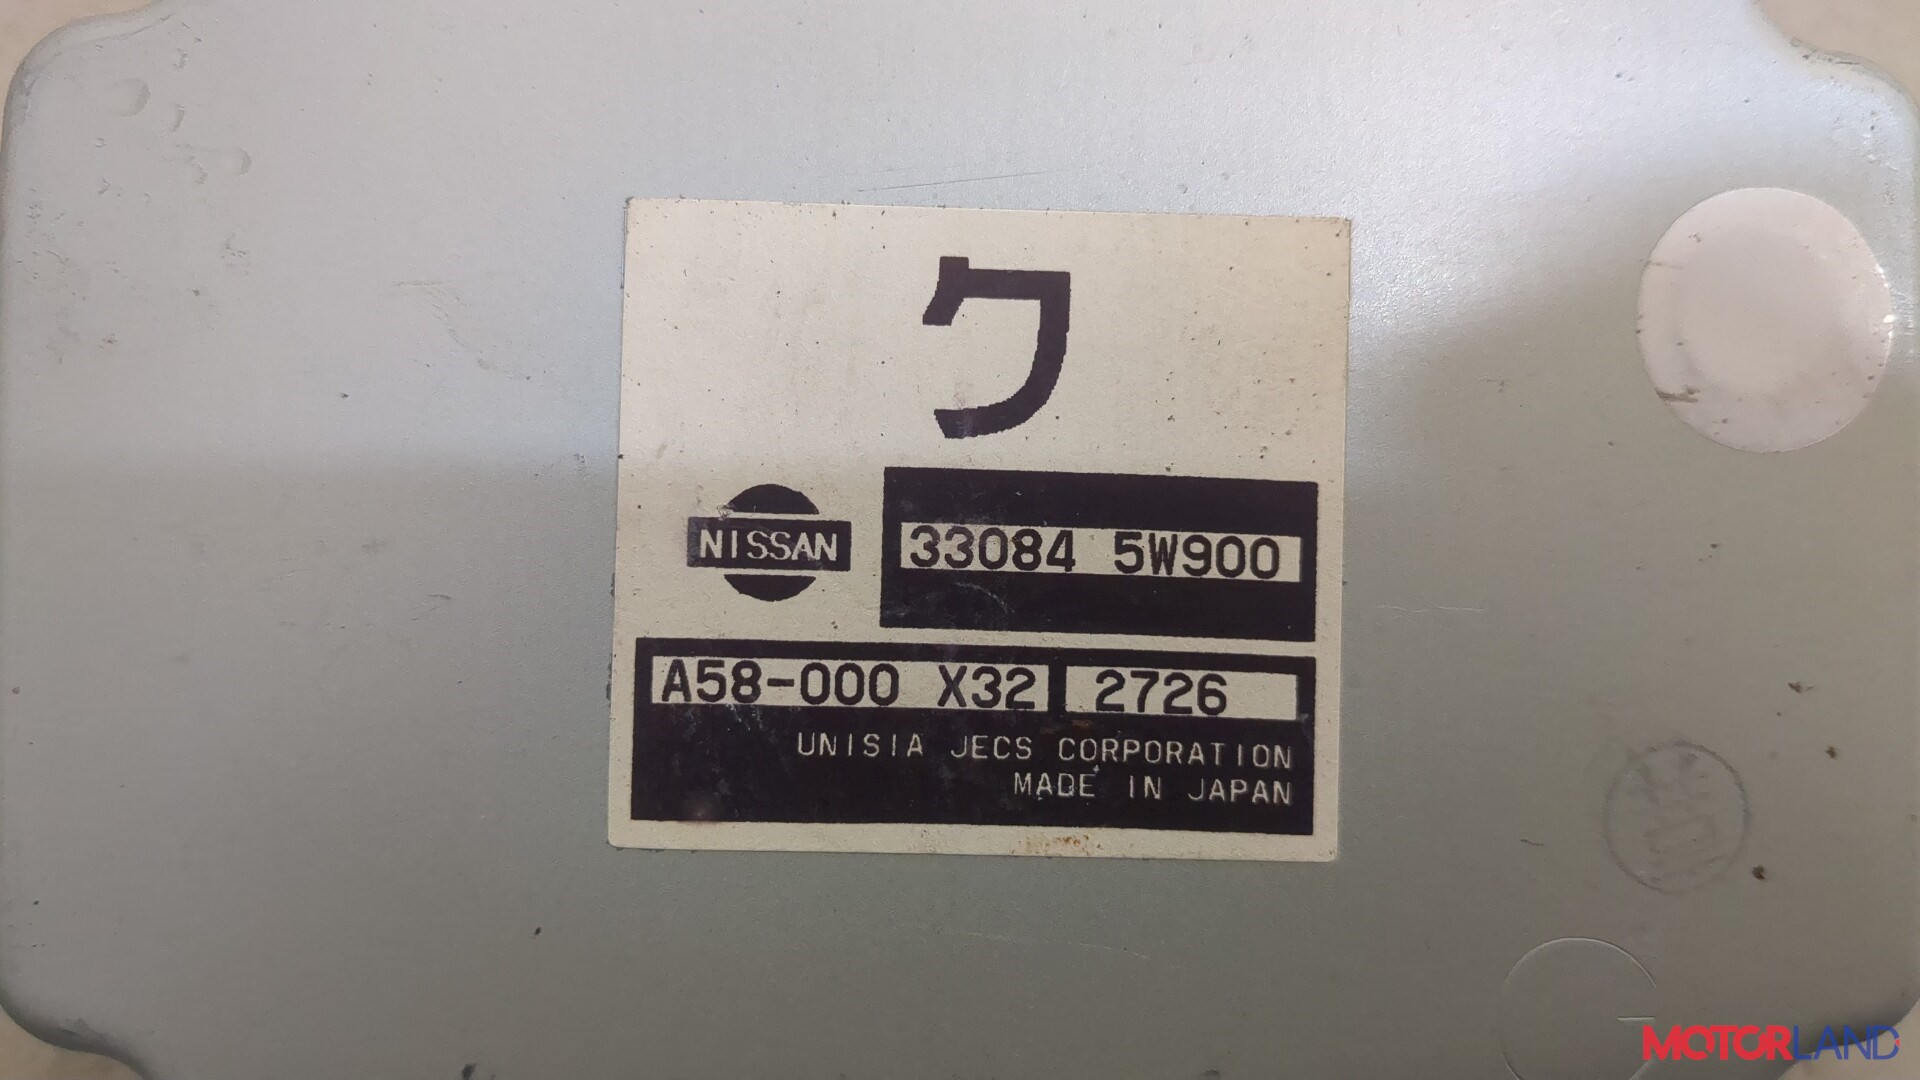 ク
NISSAN
33084 5W900
A58-000 X32 2726
UNISIA JECS CORPORATION
MADE IN JAPAN
MOTORLAND